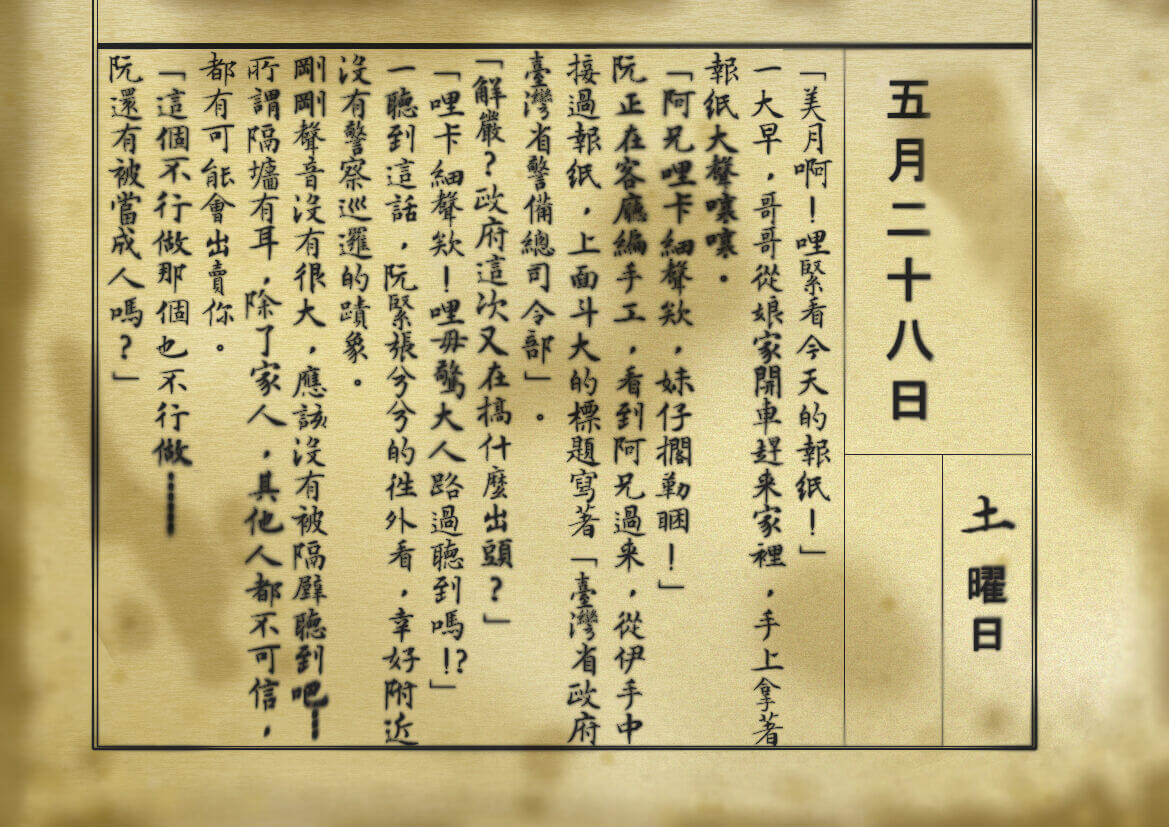 五月二十八日
土曜日
「美月啊！哩緊看今天的報紙！」
一大早，哥哥從娘家開車趕來家裡，手上拿著
報紙大聲嚷嚷。
「阿兄哩卡細聲欸，妹仔擱勤睏！」
阮正在客廳編手工，看到阿兄過來，從伊手中
接過報紙，上面斗大的標題寫著「臺灣省政府
臺灣省警備總司令部」。
「解嚴？政府這次又在搞什麼出頭？」
「哩卡細聲欸！哩毋驚大人路過聽到嗎！？」
一聽到這話，阮緊張兮兮的往外看，幸好附近
沒有警察巡邏的蹟象。
剛剛聲音沒有很大，應該沒有被隔壁聽到吧┅
所謂隔墻有耳，除了家人，其他人都不可信，
都有可能會出賣你。
「這個不行做那個也不行做┅┅
阮還有被當成人嗎？」